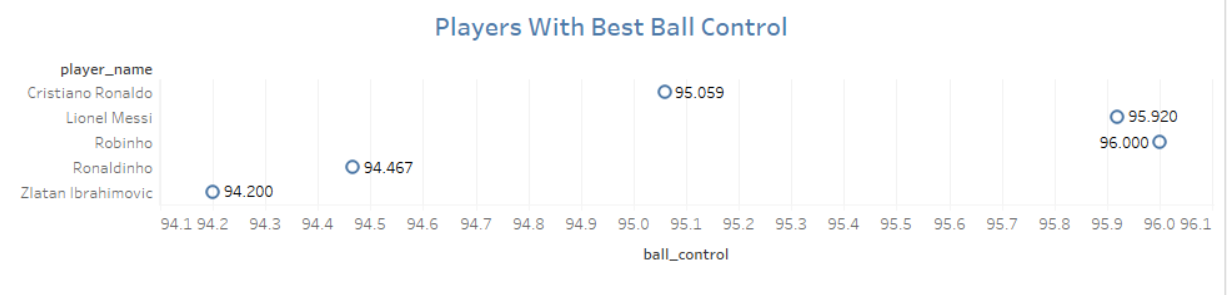 Players With Best Ball Control
player_name
Cristiano Ronaldo 95.059
Lionel Messi 95.920
Robinho 96.000
Ronaldinho 94.467
Zlatan Ibrahimovic 94.200
94.1 94.2 94.3 94.4 94.5 94.6 94.7 94.8 94.9 95.0 95.1 95.2 95.3 95.4 95.5 95.6 95.7 95.8 95.9 96.0 96.1
ball_control